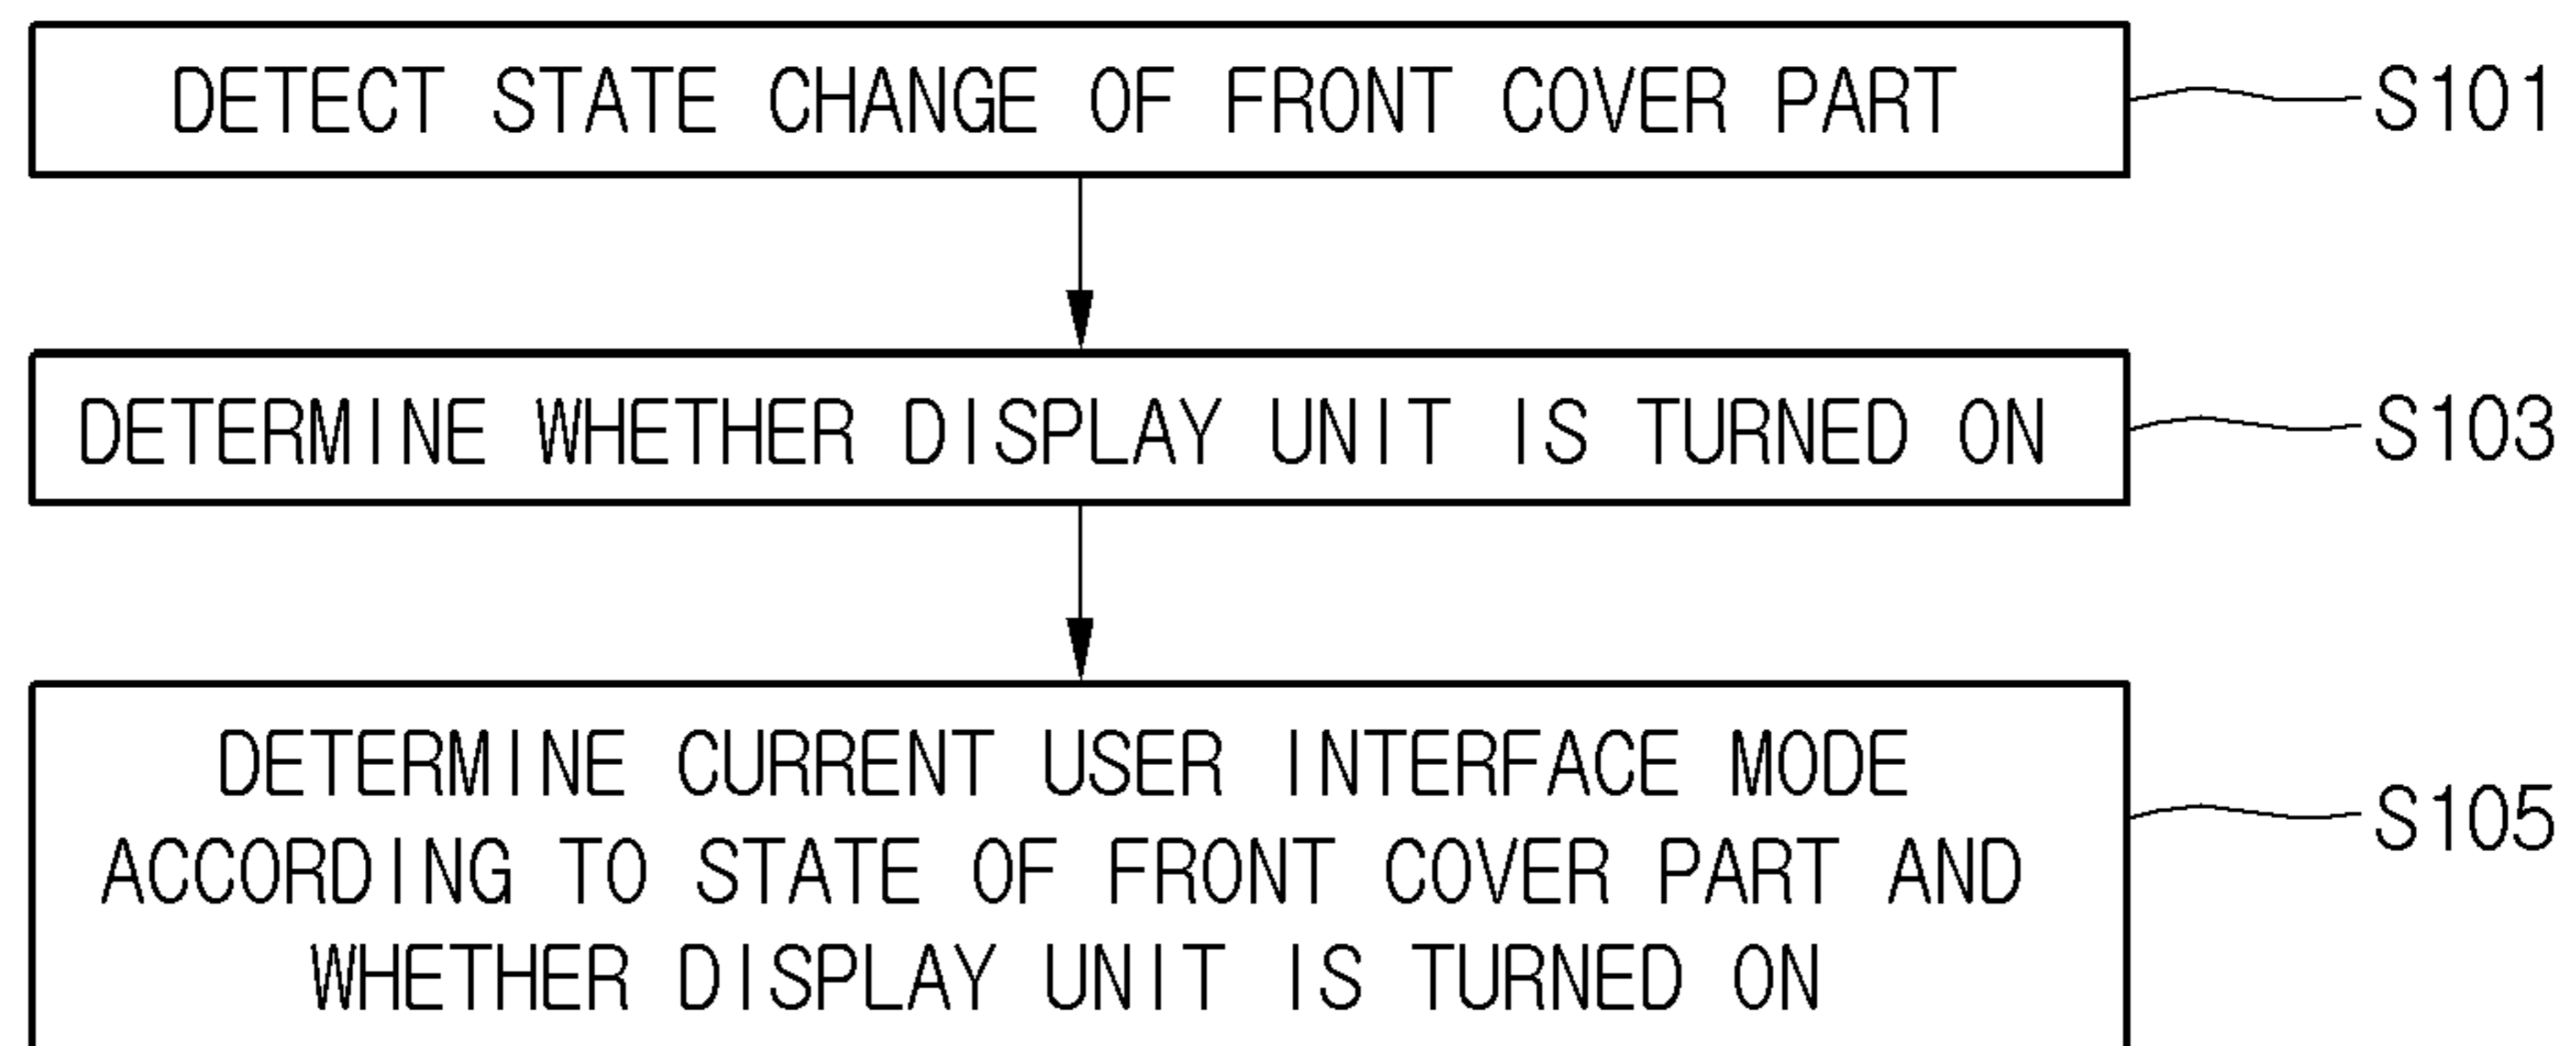 DETECT STATE CHANGE OF FRONT COVER PART
S101
DETERMINE WHETHER DISPLAY UNIT IS TURNED ON
S103
DETERMINE CURRENT USER INTERFACE MODE
ACCORDING TO STATE OF FRONT COVER PART AND
WHETHER DISPLAY UNIT IS TURNED ON
S105